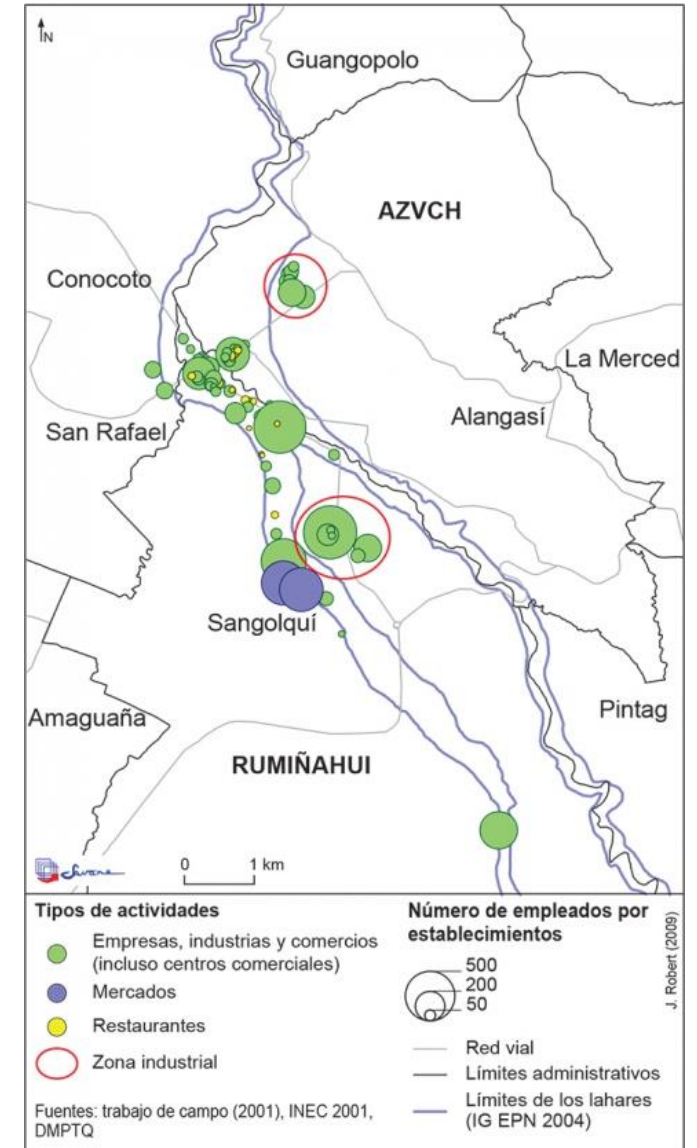 N
Guangopolo
AZVCH
Conocoto
La Merced
San Rafael
Alangasí
Sangolquí
Amaguaña
Pintag
RUMIÑAHUI
0 1 km
Tipos de actividades
Empresas, industrias y comercios
(incluso centros comerciales)
Mercados
Restaurantes
Zona industrial
Fuentes: trabajo de campo (2001), INEC 2001,
DMPTQ
Número de empleados por
establecimientos
500
200
50
Red vial
Límites administrativos
Límites de los lahares
(IG EPN 2004)
J. Robert (2009)